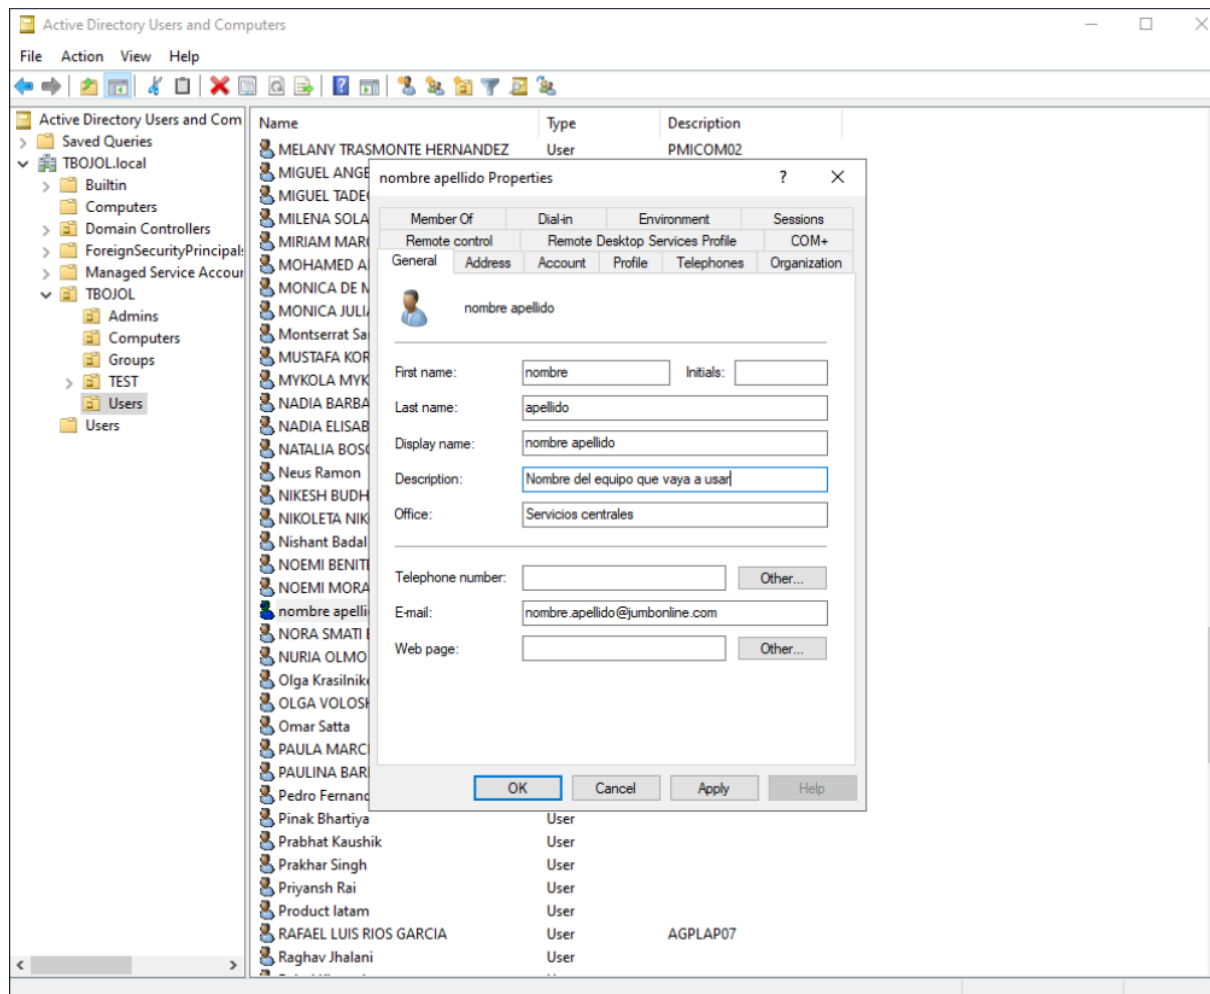 Active Directory Users and Computers
File Action View Help
Active Directory Users and Com
Saved Queries
TBOJOL.local
Builtin
Computers
Domain Controllers
ForeignSecurityPrincipals
Managed Service Accour
TBOJOL
Admins
Computers
Groups
TEST
Users
Users
Name Type Description
MELANY TRASMONTE HERNANDEZ User PMICOM02
MIGUEL ANGE
MIGUEL TADE
MILENA SOLA
MIRIAM MAR
MOHAMED A
MONICA DE M
MONICA JULI
Montserrat Sa
MUSTAFA KOR
MYKOLA MYK
NADIA BARBA
NADIA ELISAB
NATALIA BOS
Neus Ramon
NIKESH BUDH
NIKOLETA NIK
Nishant Badal
NOEMI BENIT
NOEMI MORA
nombre apelli
NORA SMATI
NURIA OLMO
Olga Krasilnik
OLGA VOLOSH
Omar Satta
PAULA MARC
PAULINA BAR
Pedro Fernand
Pinak Bhartiya User
Prabhat Kaushik User
Prakhar Singh User
Priyansh Rai User
Product latam User
RAFAEL LUIS RIOS GARCIA User AGPLAP07
Raghav Jhalani User
nombre apellido Properties ?
Member Of Dial-in Environment Sessions
Remote control Remote Desktop Services Profile COM+
General Address Account Profile Telephones Organization
nombre apellido
First name: nombre Initials:
Last name: apellido
Display name: nombre apellido
Description: Nombre del equipo que vaya a usar
Office: Servicios centrales
Telephone number: Other...
E-mail: nombre.apellido@jumbonline.com
Web page: Other...
OK Cancel Apply Help